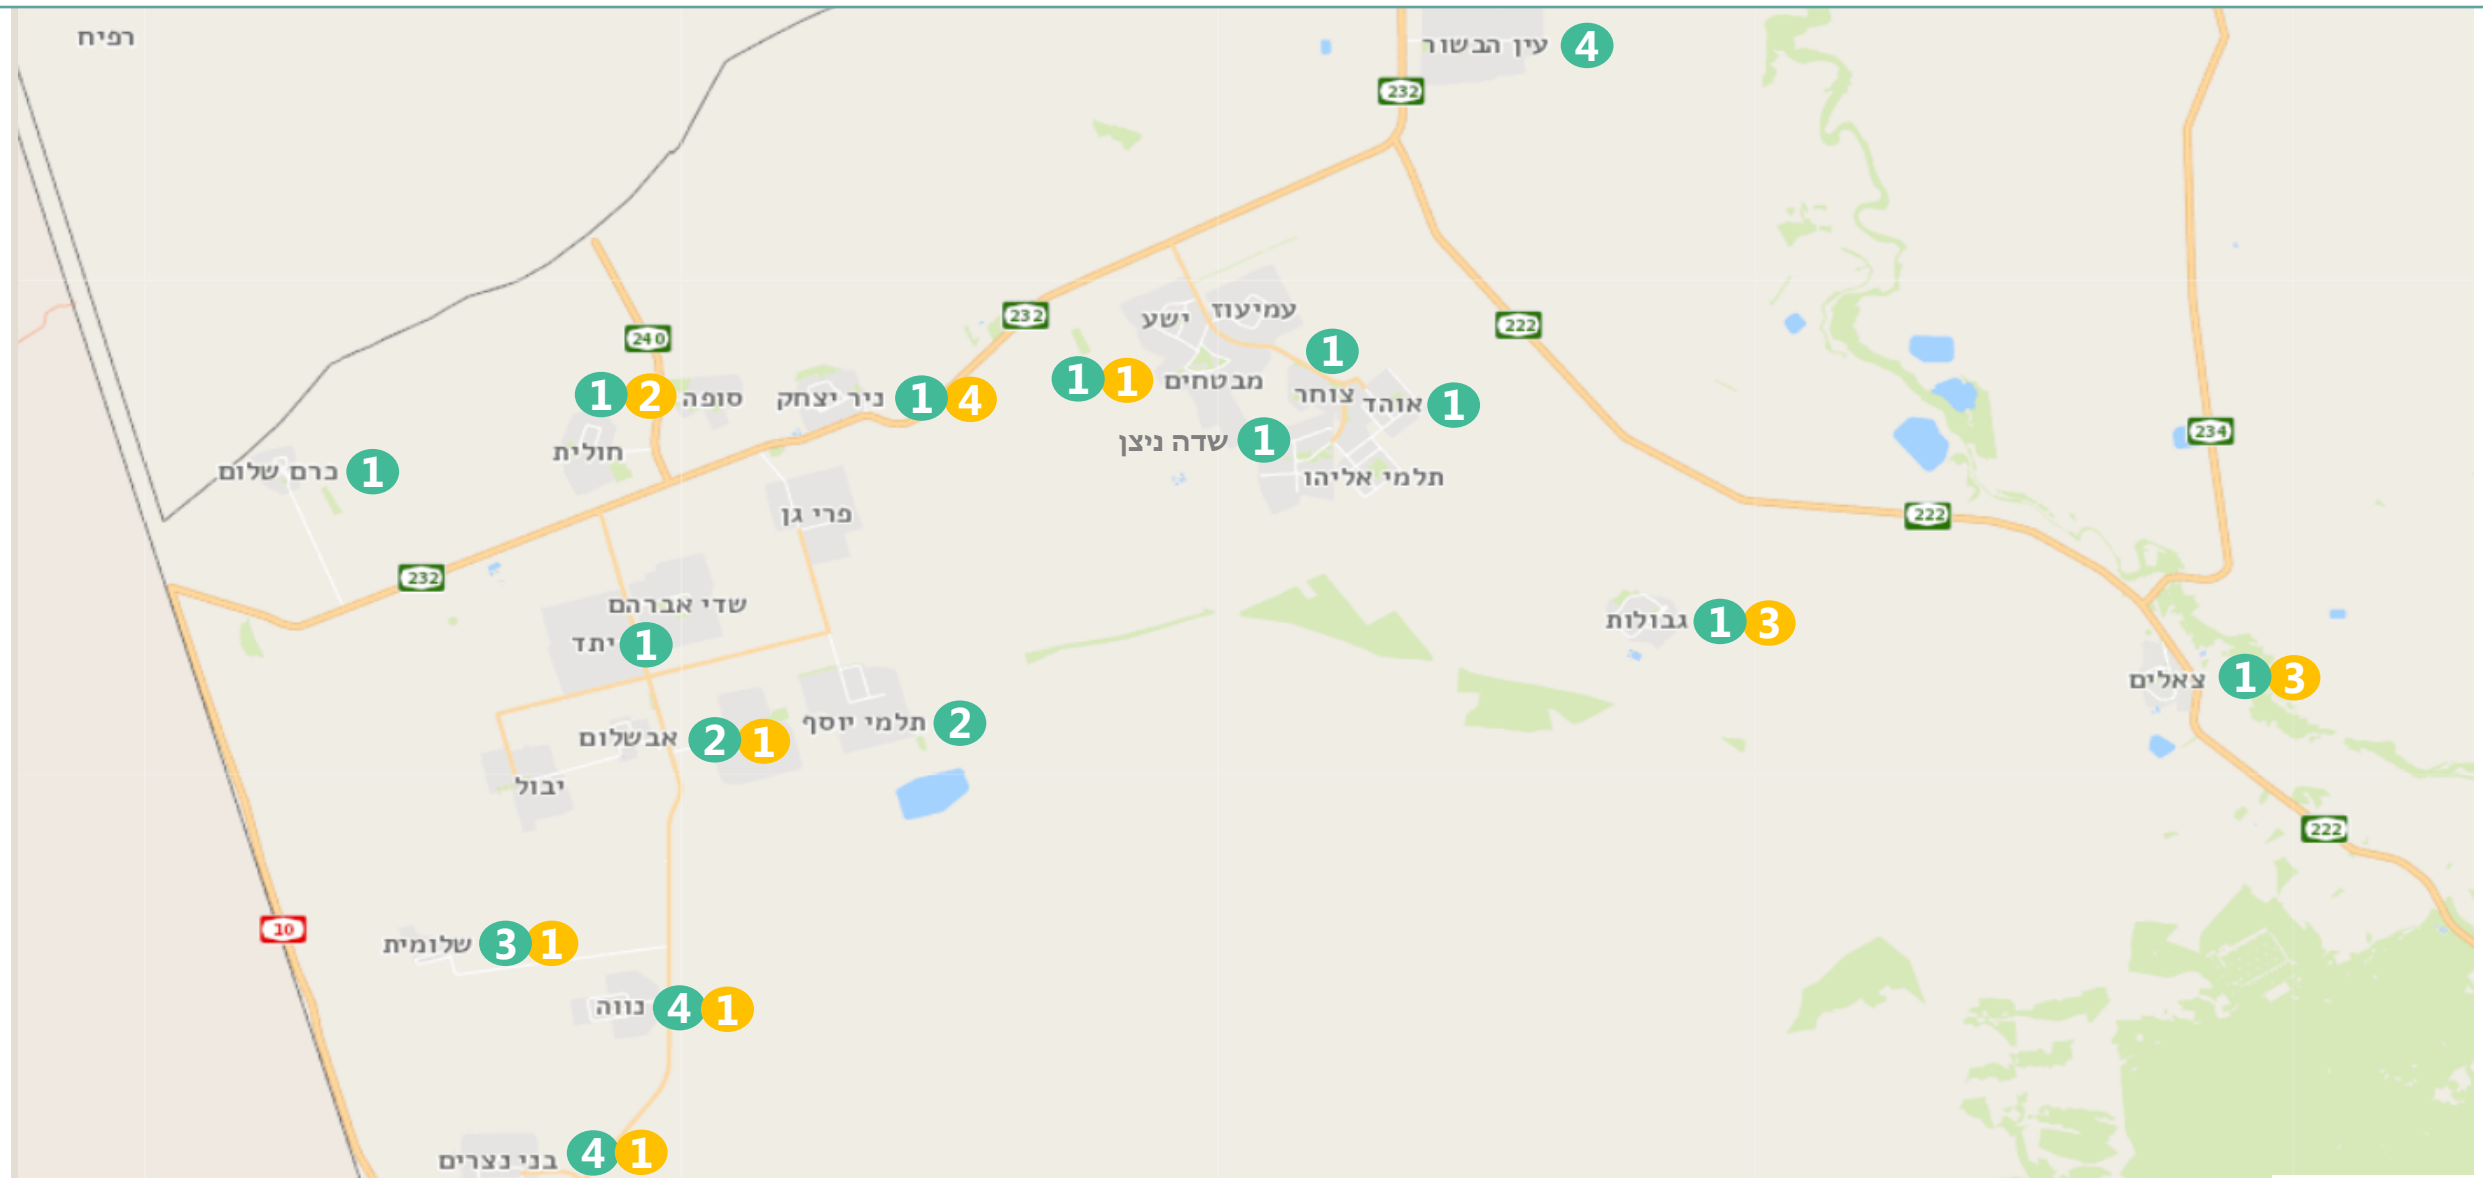 רפיח
עין הבשור 4
232
232
עמיעוז
ישע
222
240
1
1 2 סופה
ניר יצחק 1 4
1 1 מבטחים
צוחר
אוהד 1
234
חולית
שדה ניצן 1
כרם שלום 1
תלמי אליהו
פרי גן
222
232
שדי אברהם
גבולות 1 3
יתד 1
צאלים 1 3
תלמי יוסף 2
אבשלום 2 1
יבול
222
10
שלומית 3 1
נווה 4 1
בני נצרים 4 1